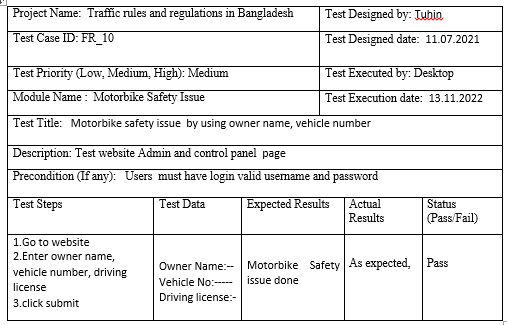 Project Name:  Traffic rules and regulations in Bangladesh
Test Designed by: Tuhin
Test Case ID: FR_10
Test Designed date:  11.07.2021
Test Priority (Low, Medium, High): Medium
Test Executed by: Desktop
Module Name :  Motorbike Safety Issue
Test Execution date:  13.11.2022
Test Title:   Motorbike safety issue  by using owner name, vehicle number
Description: Test website Admin and control panel  page
Precondition (If any):   Users  must have login valid username and password
Test Steps
Test Data
Expected Results
Actual
Results
Status
(Pass/Fail)
1.Go to website
2.Enter owner name,
vehicle number, driving
license
3.click submit
Owner Name:--
Vehicle No:-----
Driving license:-
Motorbike Safety
issue done
As expected,
Pass